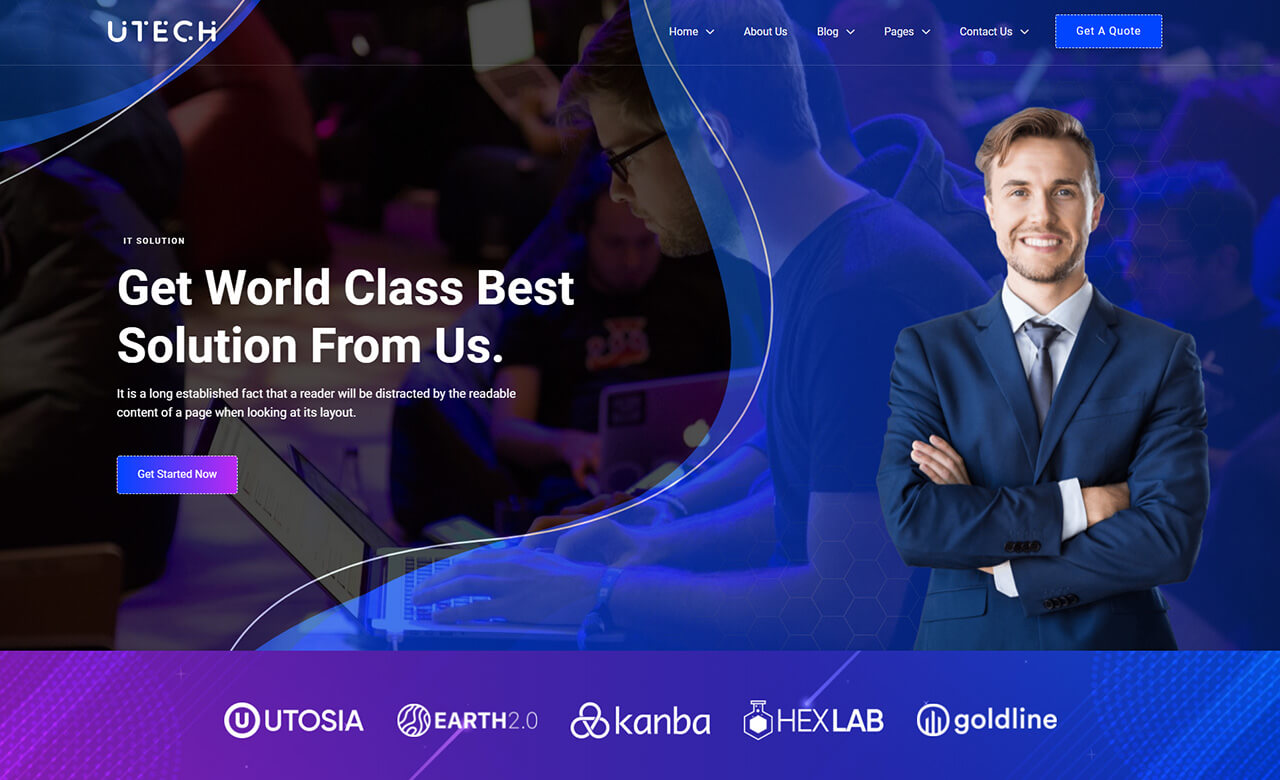 UTECH
Home
About Us
Blog
Pages
Contact Us
Get A Quote
IT SOLUTION
Get World Class Best
Solution From Us.
It is a long established fact that a reader will be distracted by the readable
content of a page when looking at its layout.
Get Started Now
U UTOSIA
EARTH2.0
kanba
HEXLAB
goldline